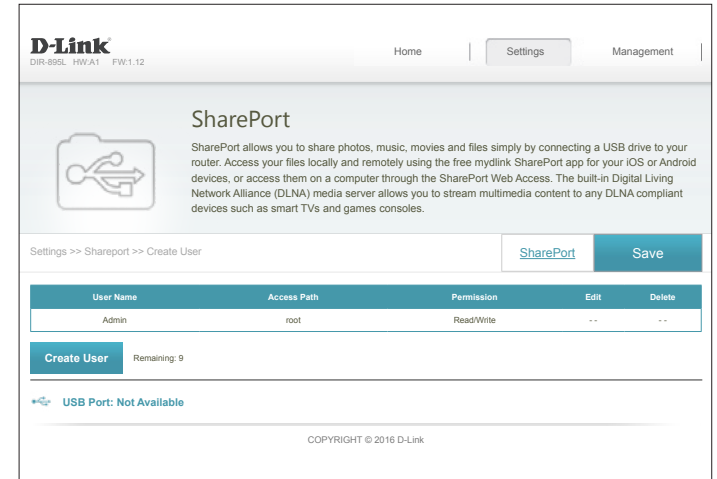 D-Link
DIR-895L HW:A1 FW:1.12
Home Settings Management
SharePort
SharePort allows you to share photos, music, movies and files simply by connecting a USB drive to your
router. Access your files locally and remotely using the free mydlink SharePort app for your iOS or Android
devices, or access them on a computer through the SharePort Web Access. The built-in Digital Living
Network Alliance (DLNA) media server allows you to stream multimedia content to any DLNA compliant
devices such as smart TVs and games consoles.
Settings >> Shareport >> Create User
SharePort Save
User Name Access Path Permission Edit Delete
Admin root Read/Write -- --
Create User Remaining: 9
USB Port: Not Available
COPYRIGHT © 2016 D-Link